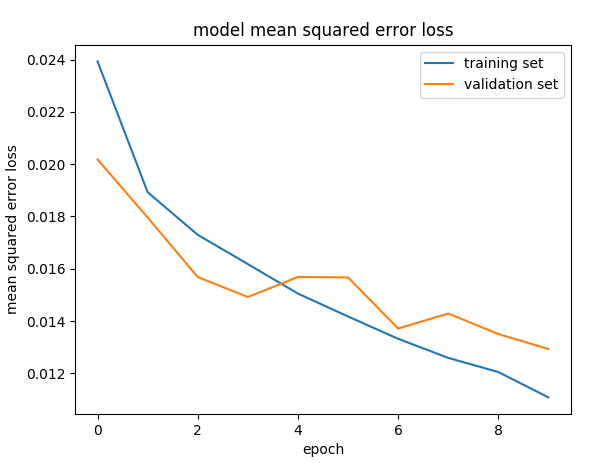 model mean squared error loss
training set
validation set
0.024
0.022
0.020
0.018
0.016
0.014
0.012
mean squared error loss
0 2 4 6 8
epoch